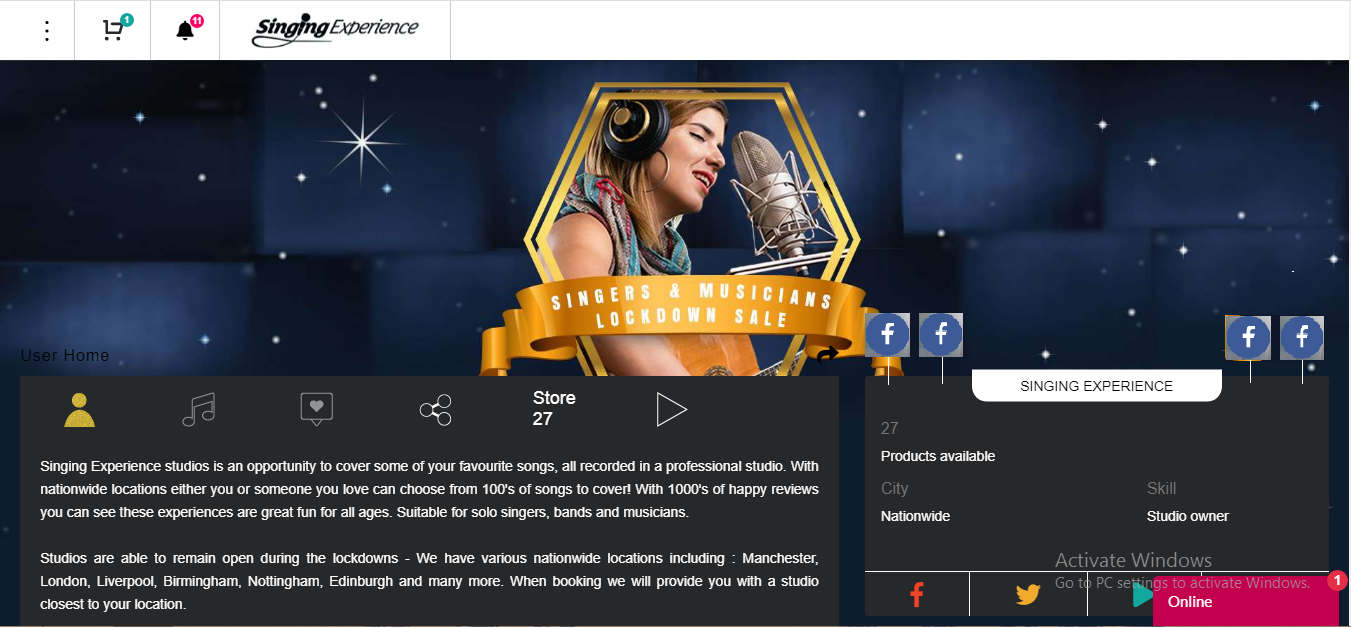 1
11
Singing Experience
SINGERS & MUSICIANS
LOCKDOWN SALE
User Home
Store
27
Singing Experience studios is an opportunity to cover some of your favourite songs, all recorded in a professional studio. With
nationwide locations either you or someone you love can choose from 100's of songs to cover! With 1000's of happy reviews
you can see these experiences are great fun for all ages. Suitable for solo singers, bands and musicians.
Studios are able to remain open during the lockdowns - We have various nationwide locations including : Manchester,
London, Liverpool, Birmingham, Nottingham, Edinburgh and many more. When booking we will provide you with a studio
closest to your location.
SINGING EXPERIENCE
27
Products available
City
Skill
Nationwide
Studio owner
Activate Windows
Go to PC settings to activate Windows.
1
Online